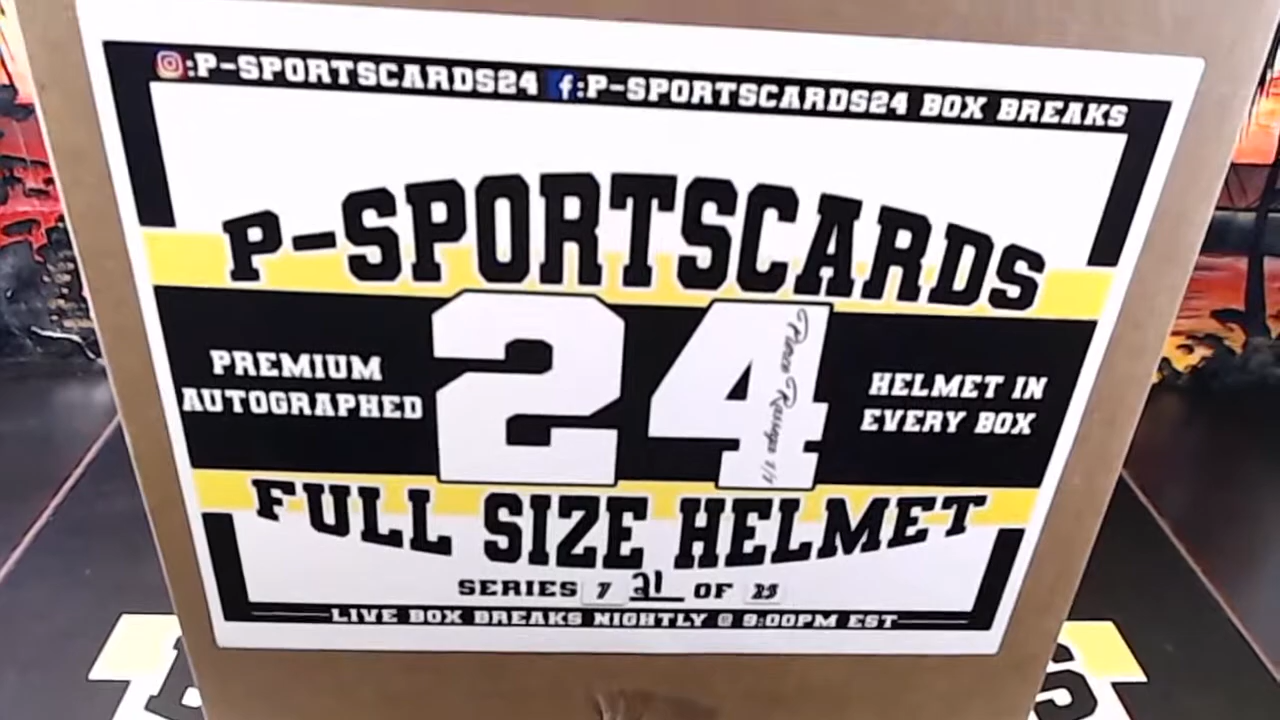 :P-SPORTSCARDS24 f:P-SPORTSCARDS24 BOX BREAKS
P-SPORTSCARDS
24
PREMIUM
AUTOGRAPHED
HELMET IN
EVERY BOX
FULL SIZE HELMET
SERIES 7 21 OF 25
LIVE BOX BREAKS NIGHTLY @ 9:00PM EST